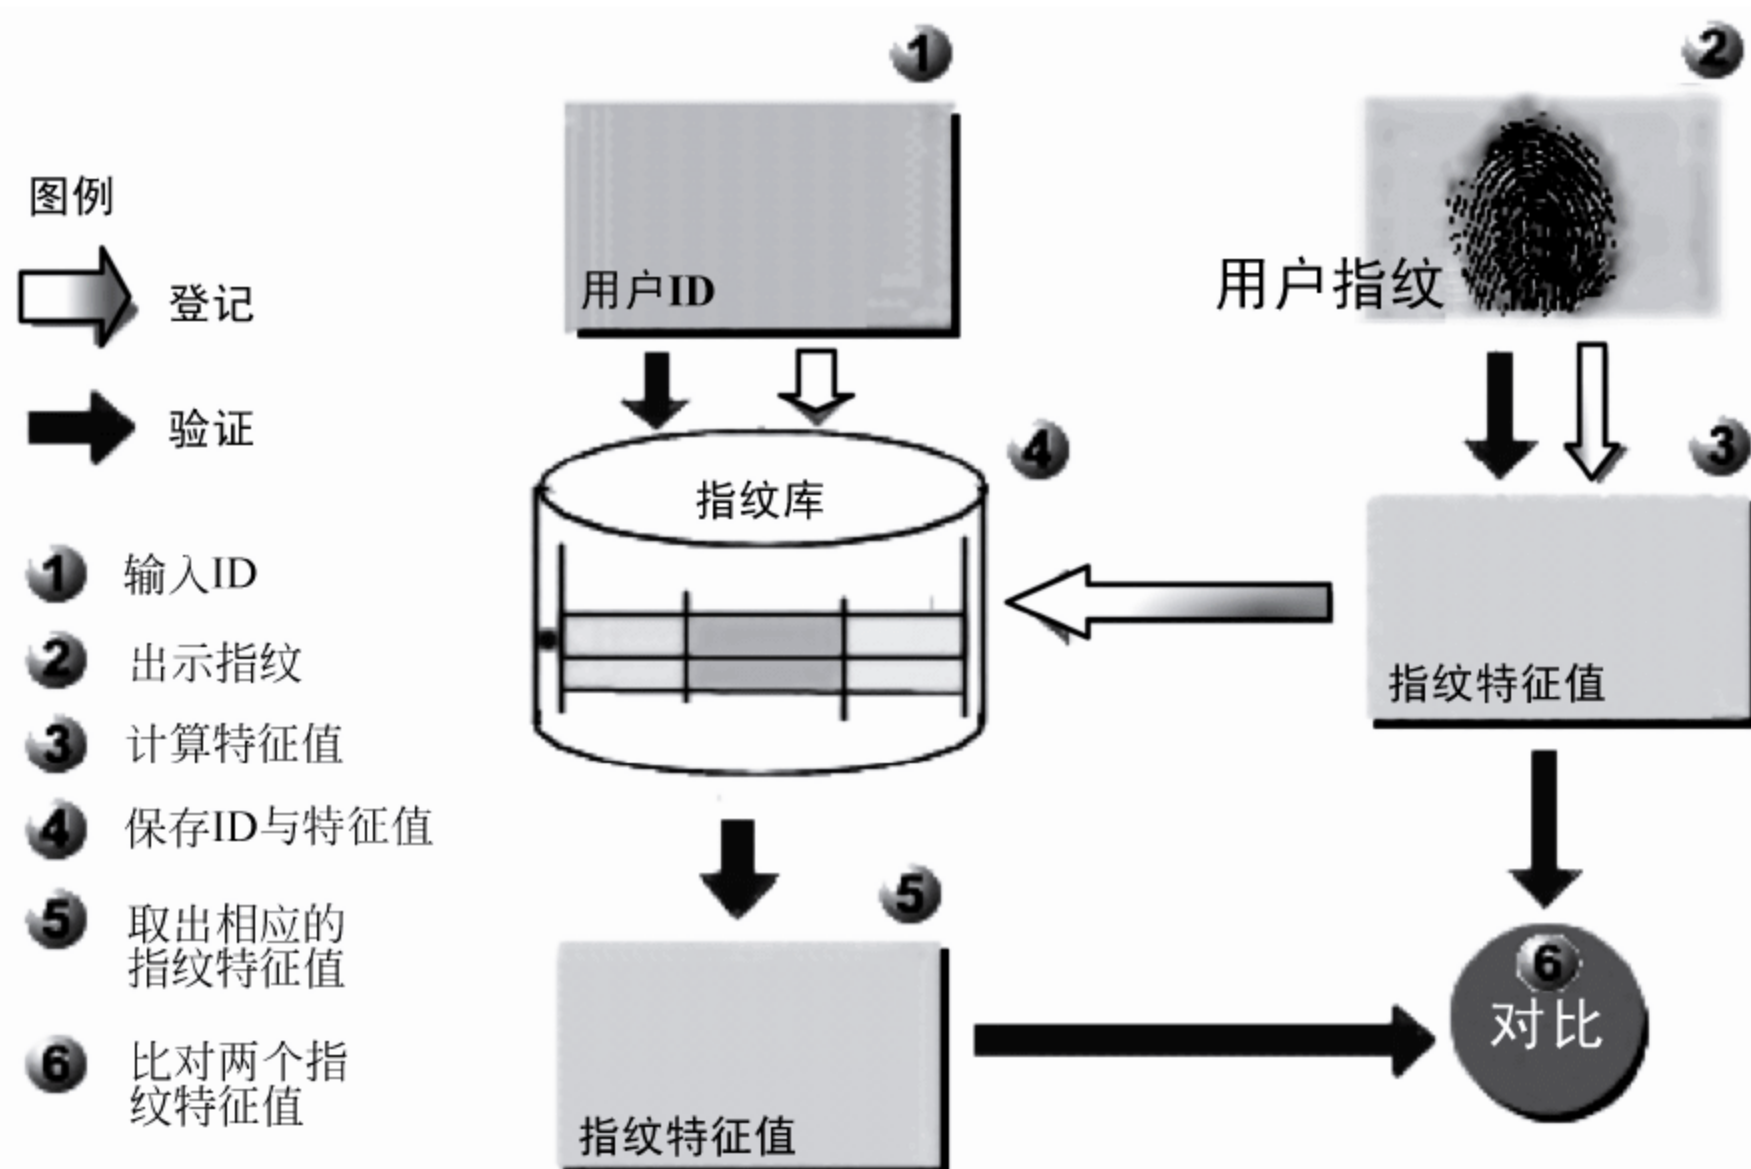 图例
登记
验证
1 输入ID
2 出示指纹
3 计算特征值
4 保存ID与特征值
5 取出相应的
指纹特征值
6 比对两个指
纹特征值
1
用户ID
2
用户指纹
4
指纹库
3
指纹特征值
5
指纹特征值
6
对比